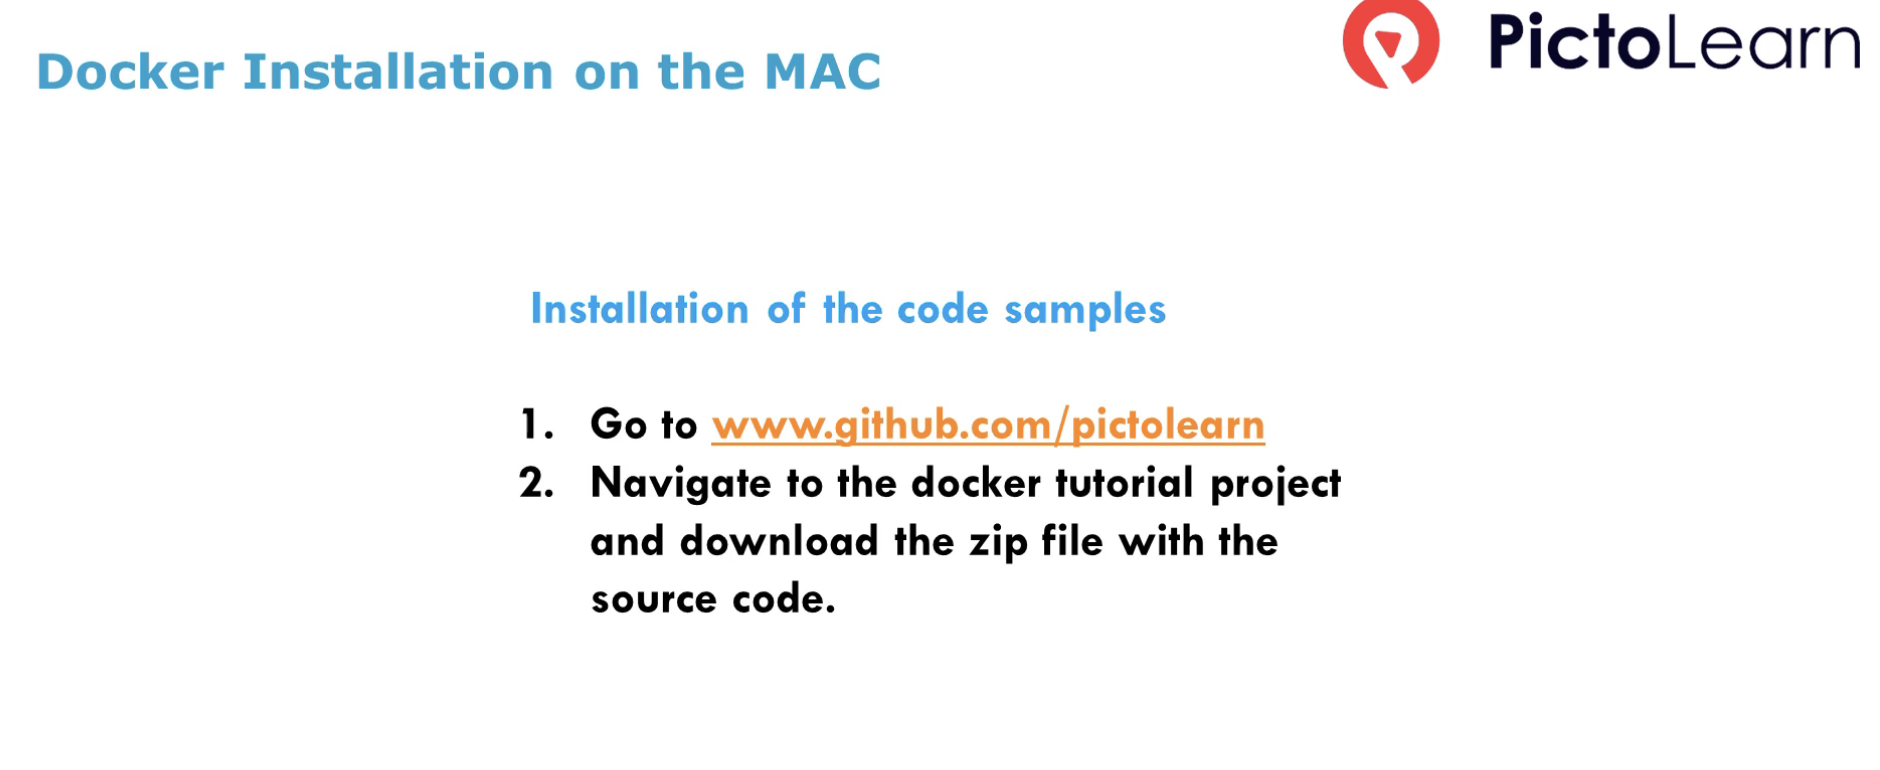 Docker Installation on the MAC
PictoLearn
Installation of the code samples
1. Go to www.github.com/pictolearn
2. Navigate to the docker tutorial project
and download the zip file with the
source code.